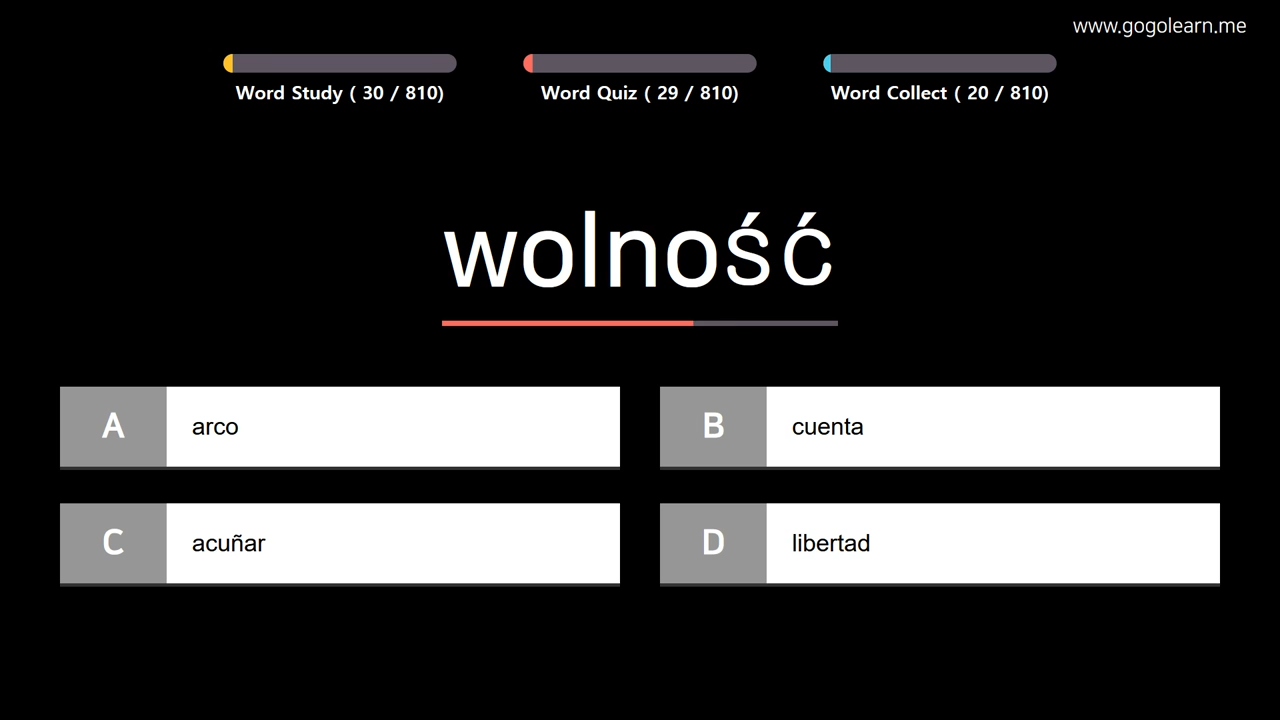 www.gogolearn.me
Word Study ( 30 / 810)
Word Quiz ( 29 / 810)
Word Collect ( 20 / 810)
wolność
A arco
B cuenta
C acuñar
D libertad